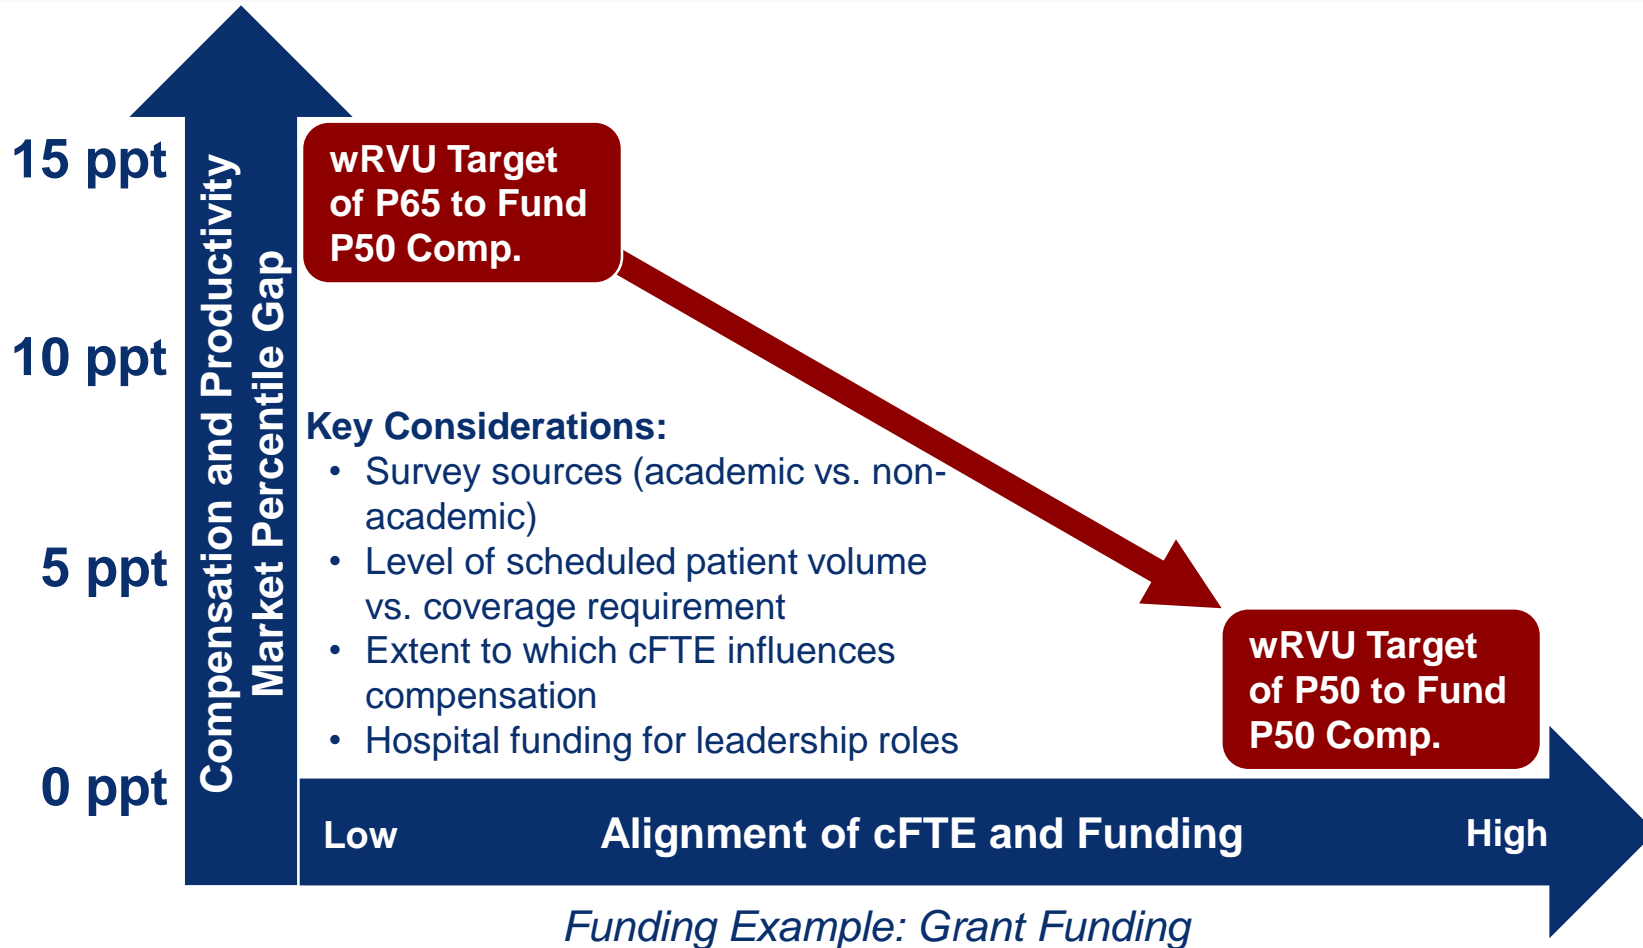 15 ppt
10 ppt
5 ppt
0 ppt
Compensation and Productivity
Market Percentile Gap
wRVU Target
of P65 to Fund
P50 Comp.
Key Considerations:
• Survey sources (academic vs. non-
academic)
• Level of scheduled patient volume
vs. coverage requirement
• Extent to which cFTE influences
compensation
• Hospital funding for leadership roles
wRVU Target
of P50 to Fund
P50 Comp.
Low
Alignment of cFTE and Funding
High
Funding Example: Grant Funding